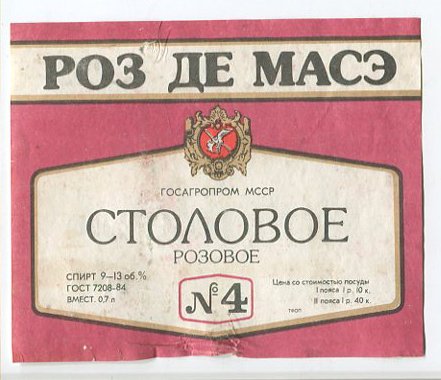 РОЗ ДЕ МАСЭ
ГОСАГРОПРОМ МССР
СТОЛОВОЕ
РОЗОВОЕ
СПИРТ 9–13 об.%
ГОСТ 7208-84
ВМЕСТ. 0,7 л
№4
Цена со стоимостью посуды
I пояса 1 р. 10 к.
II пояса 1 р. 40 к.